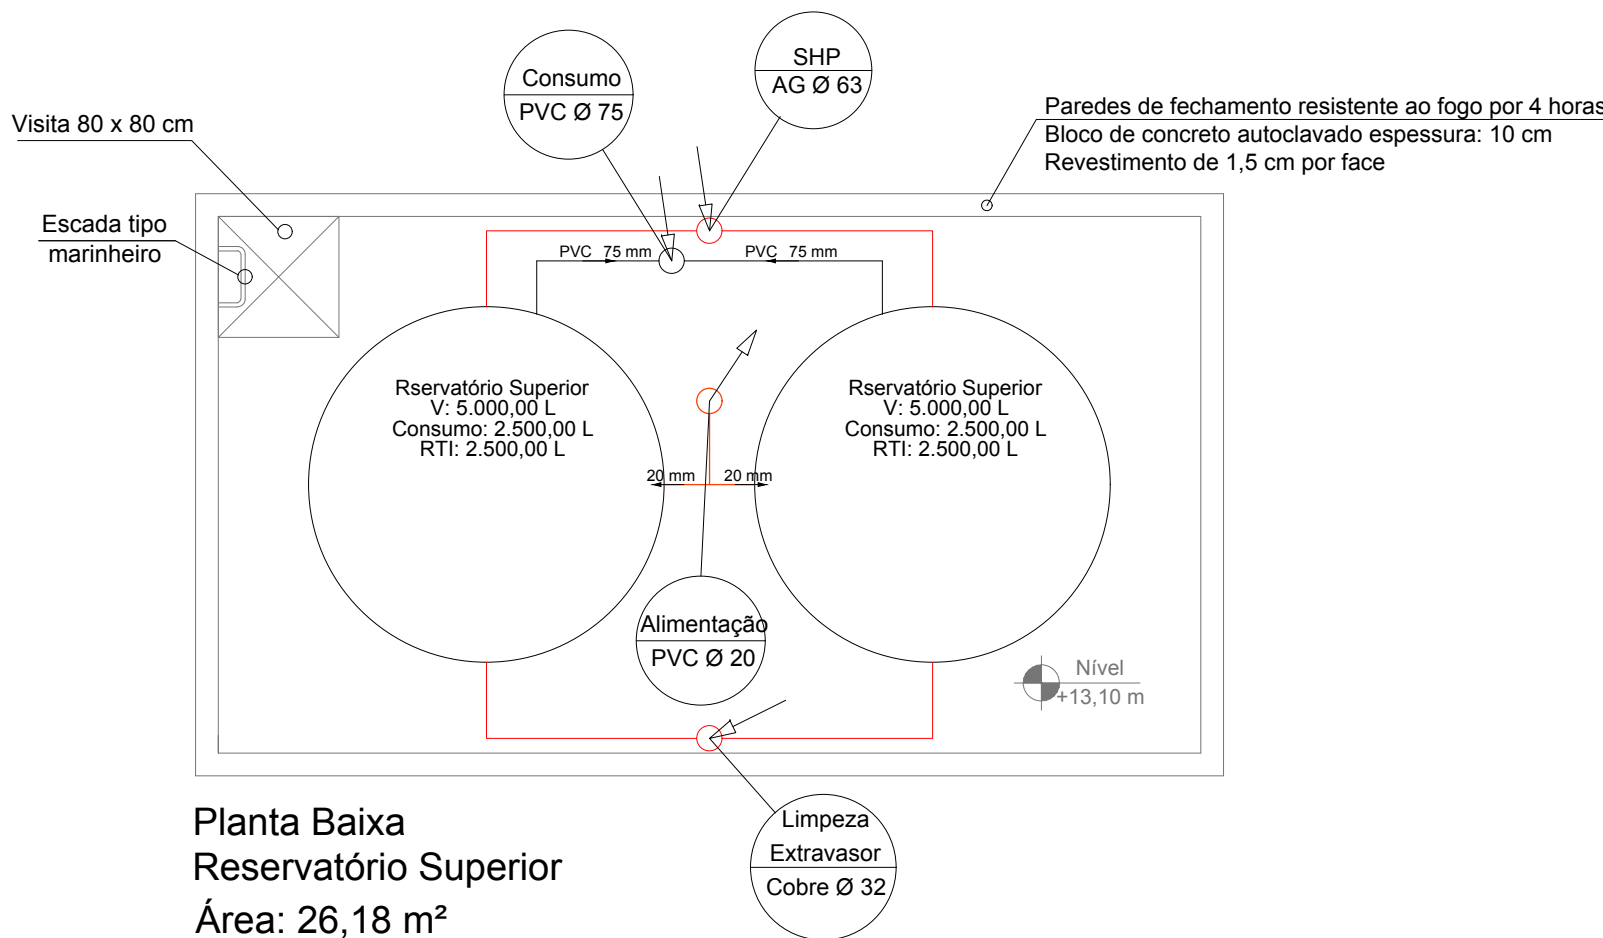 Consumo
PVC Ø 75
SHP
AG Ø 63
Visita 80 x 80 cm
Paredes de fechamento resistente ao fogo por 4 horas
Bloco de concreto autoclavado espessura: 10 cm
Revestimento de 1,5 cm por face
Escada tipo
marinheiro
PVC 75 mm
PVC 75 mm
Rservatório Superior
V: 5.000,00 L
Consumo: 2.500,00 L
RTI: 2.500,00 L
Rservatório Superior
V: 5.000,00 L
Consumo: 2.500,00 L
RTI: 2.500,00 L
20 mm
20 mm
Alimentação
PVC Ø 20
Nível
+13,10 m
Limpeza
Extravasor
Cobre Ø 32
Planta Baixa
Reservatório Superior
Área: 26,18 m²